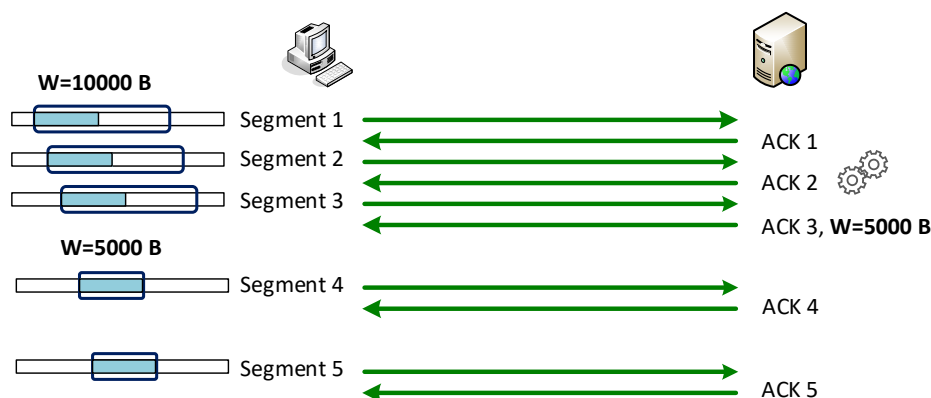 W=10000 B
Segment 1
ACK 1
Segment 2
ACK 2
Segment 3
ACK 3, W=5000 B
W=5000 B
Segment 4
ACK 4
Segment 5
ACK 5